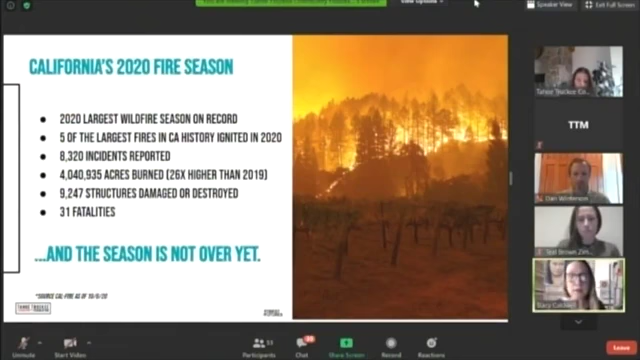 View Options
Speaker View
Exit Full Screen
CALIFORNIA'S 2020 FIRE SEASON
● 2020 LARGEST WILDFIRE SEASON ON RECORD
● 5 OF THE LARGEST FIRES IN CA HISTORY IGNITED IN 2020
● 8,320 INCIDENTS REPORTED
● 4,040,935 ACRES BURNED (26X HIGHER THAN 2019)
● 9,247 STRUCTURES DAMAGED OR DESTROYED
● 31 FATALITIES
...AND THE SEASON IS NOT OVER YET.
TTM
Unmute
Start Video
Participants
Chat
Share Screen
Record
Reactions
Leave